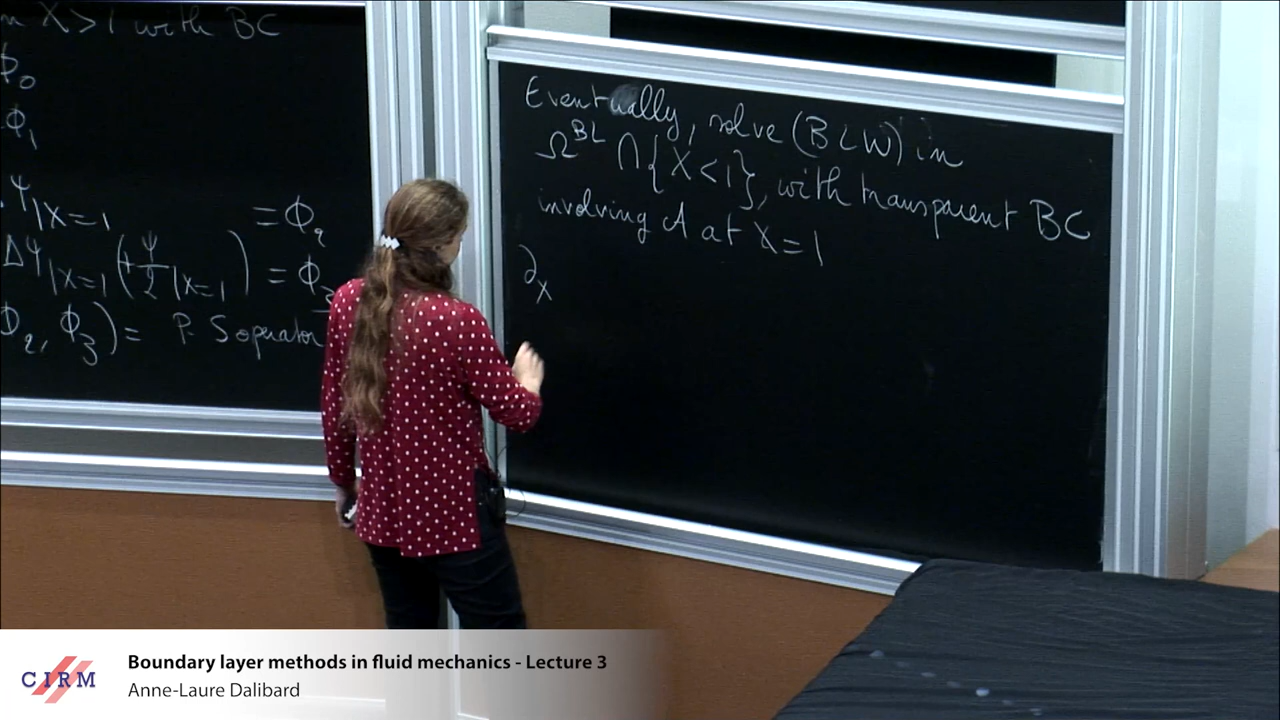 n X > 1 with BC
Φ₀
Φ₁
Ψ|X=1 = Φ₂
ΔΨ|X=1 (+ Ψ/2 |X=1) = Φ₃
Φ₂, Φ₃) = P-S operator
Eventually, solve (BLW) in
Ω^BL ∩ {X < 1}, with transparent BC
involving A at X = 1
∂ₓ
CIRM
Boundary layer methods in fluid mechanics - Lecture 3
Anne-Laure Dalibard